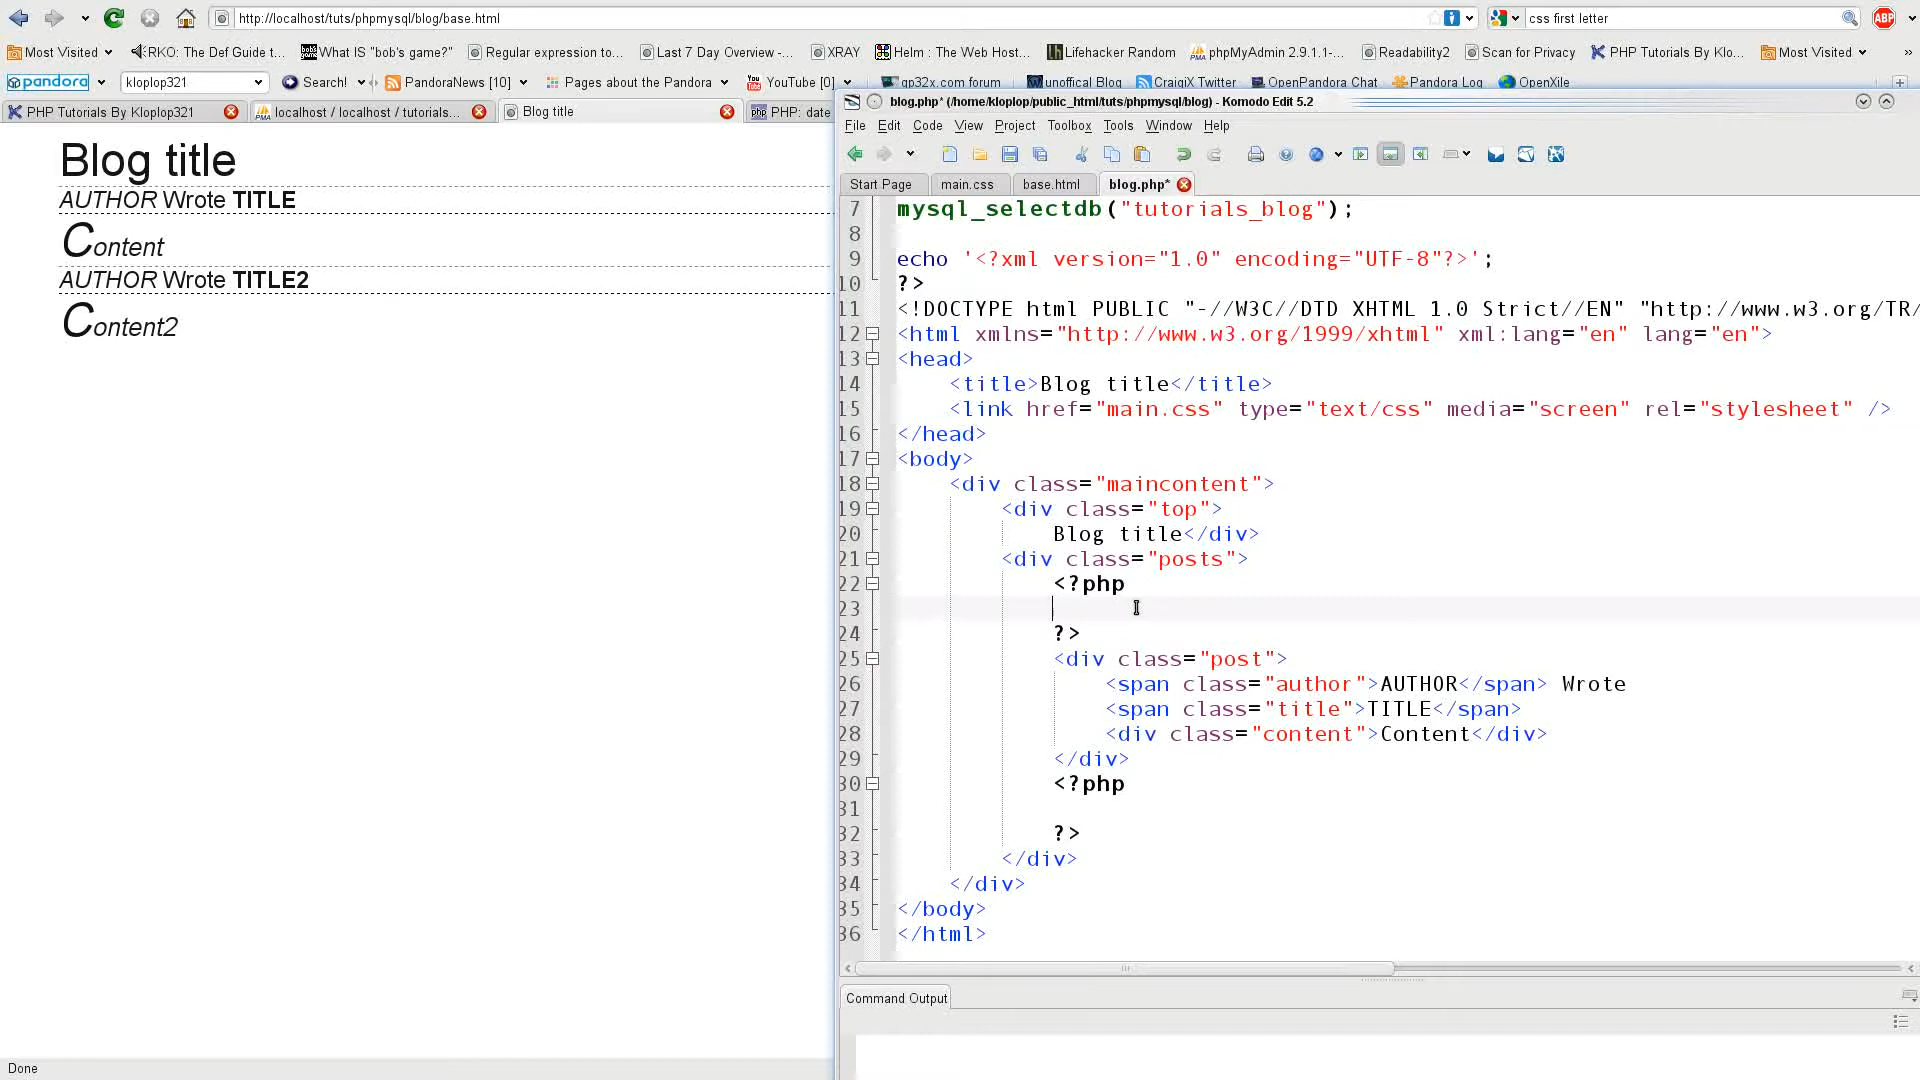 http://localhost/tuts/phpmysql/blog/base.html
css first letter
ABP
Most Visited
RKO: The Def Guide t...
What IS "bob's game?"
Regular expression to...
Last 7 Day Overview -...
XRAY
Helm : The Web Host...
Lifehacker Random
phpMyAdmin 2.9.1.1-...
Readability2
Scan for Privacy
PHP Tutorials By Klo...
Most Visited
»
pandora
kloplop321
Search!
PandoraNews [10]
Pages about the Pandora
YouTube [0]
gp32x.com forum
unoffical Blog
CraigiX Twitter
OpenPandora Chat
Pandora Log
OpenXile
PHP Tutorials By Kloplop321
localhost / localhost / tutorials...
Blog title
PHP: date
Blog title
AUTHOR Wrote TITLE
Content
AUTHOR Wrote TITLE2
Content2
Done
blog.php* (/home/kloplop/public_html/tuts/phpmysql/blog) - Komodo Edit 5.2
File Edit Code View Project Toolbox Tools Window Help
Start Page main.css base.html blog.php*
7 mysql_selectdb("tutorials_blog");
8
9 echo '<?xml version="1.0" encoding="UTF-8"?>';
10 ?>
11 <!DOCTYPE html PUBLIC "-//W3C//DTD XHTML 1.0 Strict//EN" "http://www.w3.org/TR/
12 <html xmlns="http://www.w3.org/1999/xhtml" xml:lang="en" lang="en">
13 <head>
14 <title>Blog title</title>
15 <link href="main.css" type="text/css" media="screen" rel="stylesheet" />
16 </head>
17 <body>
18 <div class="maincontent">
19 <div class="top">
20 Blog title</div>
21 <div class="posts">
22 <?php
23
24 ?>
25 <div class="post">
26 <span class="author">AUTHOR</span> Wrote
27 <span class="title">TITLE</span>
28 <div class="content">Content</div>
29 </div>
30 <?php
31
32 ?>
33 </div>
34 </div>
35 </body>
36 </html>
Command Output